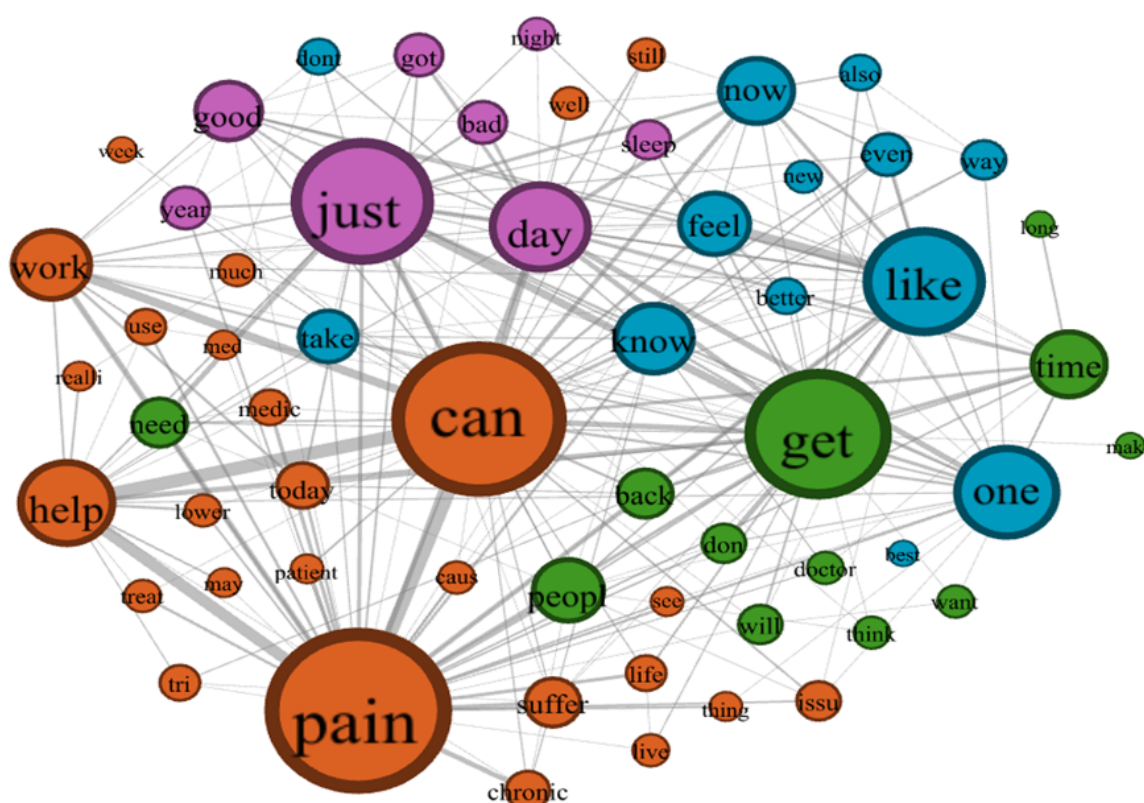 night
dont
got
still
now
also
good
bad
well
week
sleep
even
way
new
year
just
day
feel
long
work
much
like
better
use
med
take
know
time
realli
need
medic
can
get
mak
help
today
back
one
lower
don
best
patient
caus
doctor
treat
may
peopl
see
want
will
think
tri
life
suffer
thing
issu
pain
live
chronic